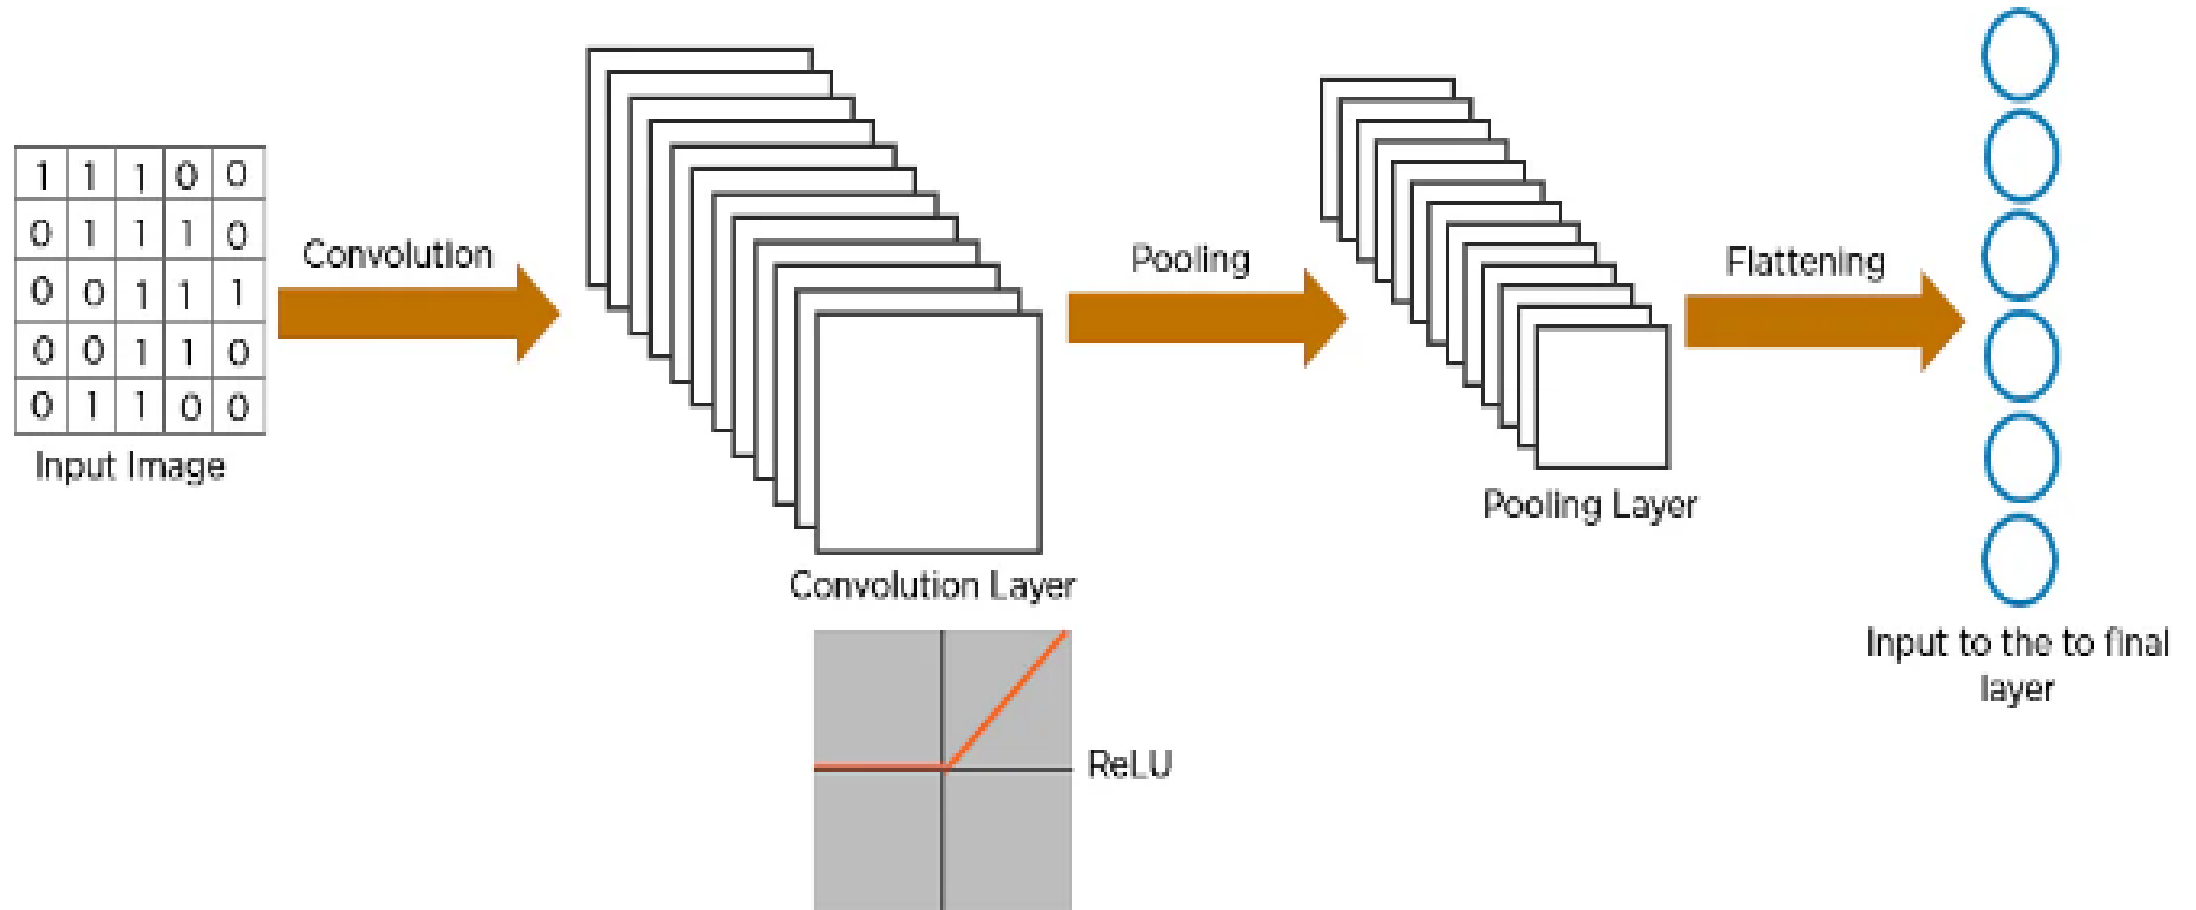 1 1 1 0 0
0 1 1 1 0
0 0 1 1 1
0 0 1 1 0
0 1 1 0 0
Input Image
Convolution
Convolution Layer
ReLU
Pooling
Pooling Layer
Flattening
Input to the to final
layer